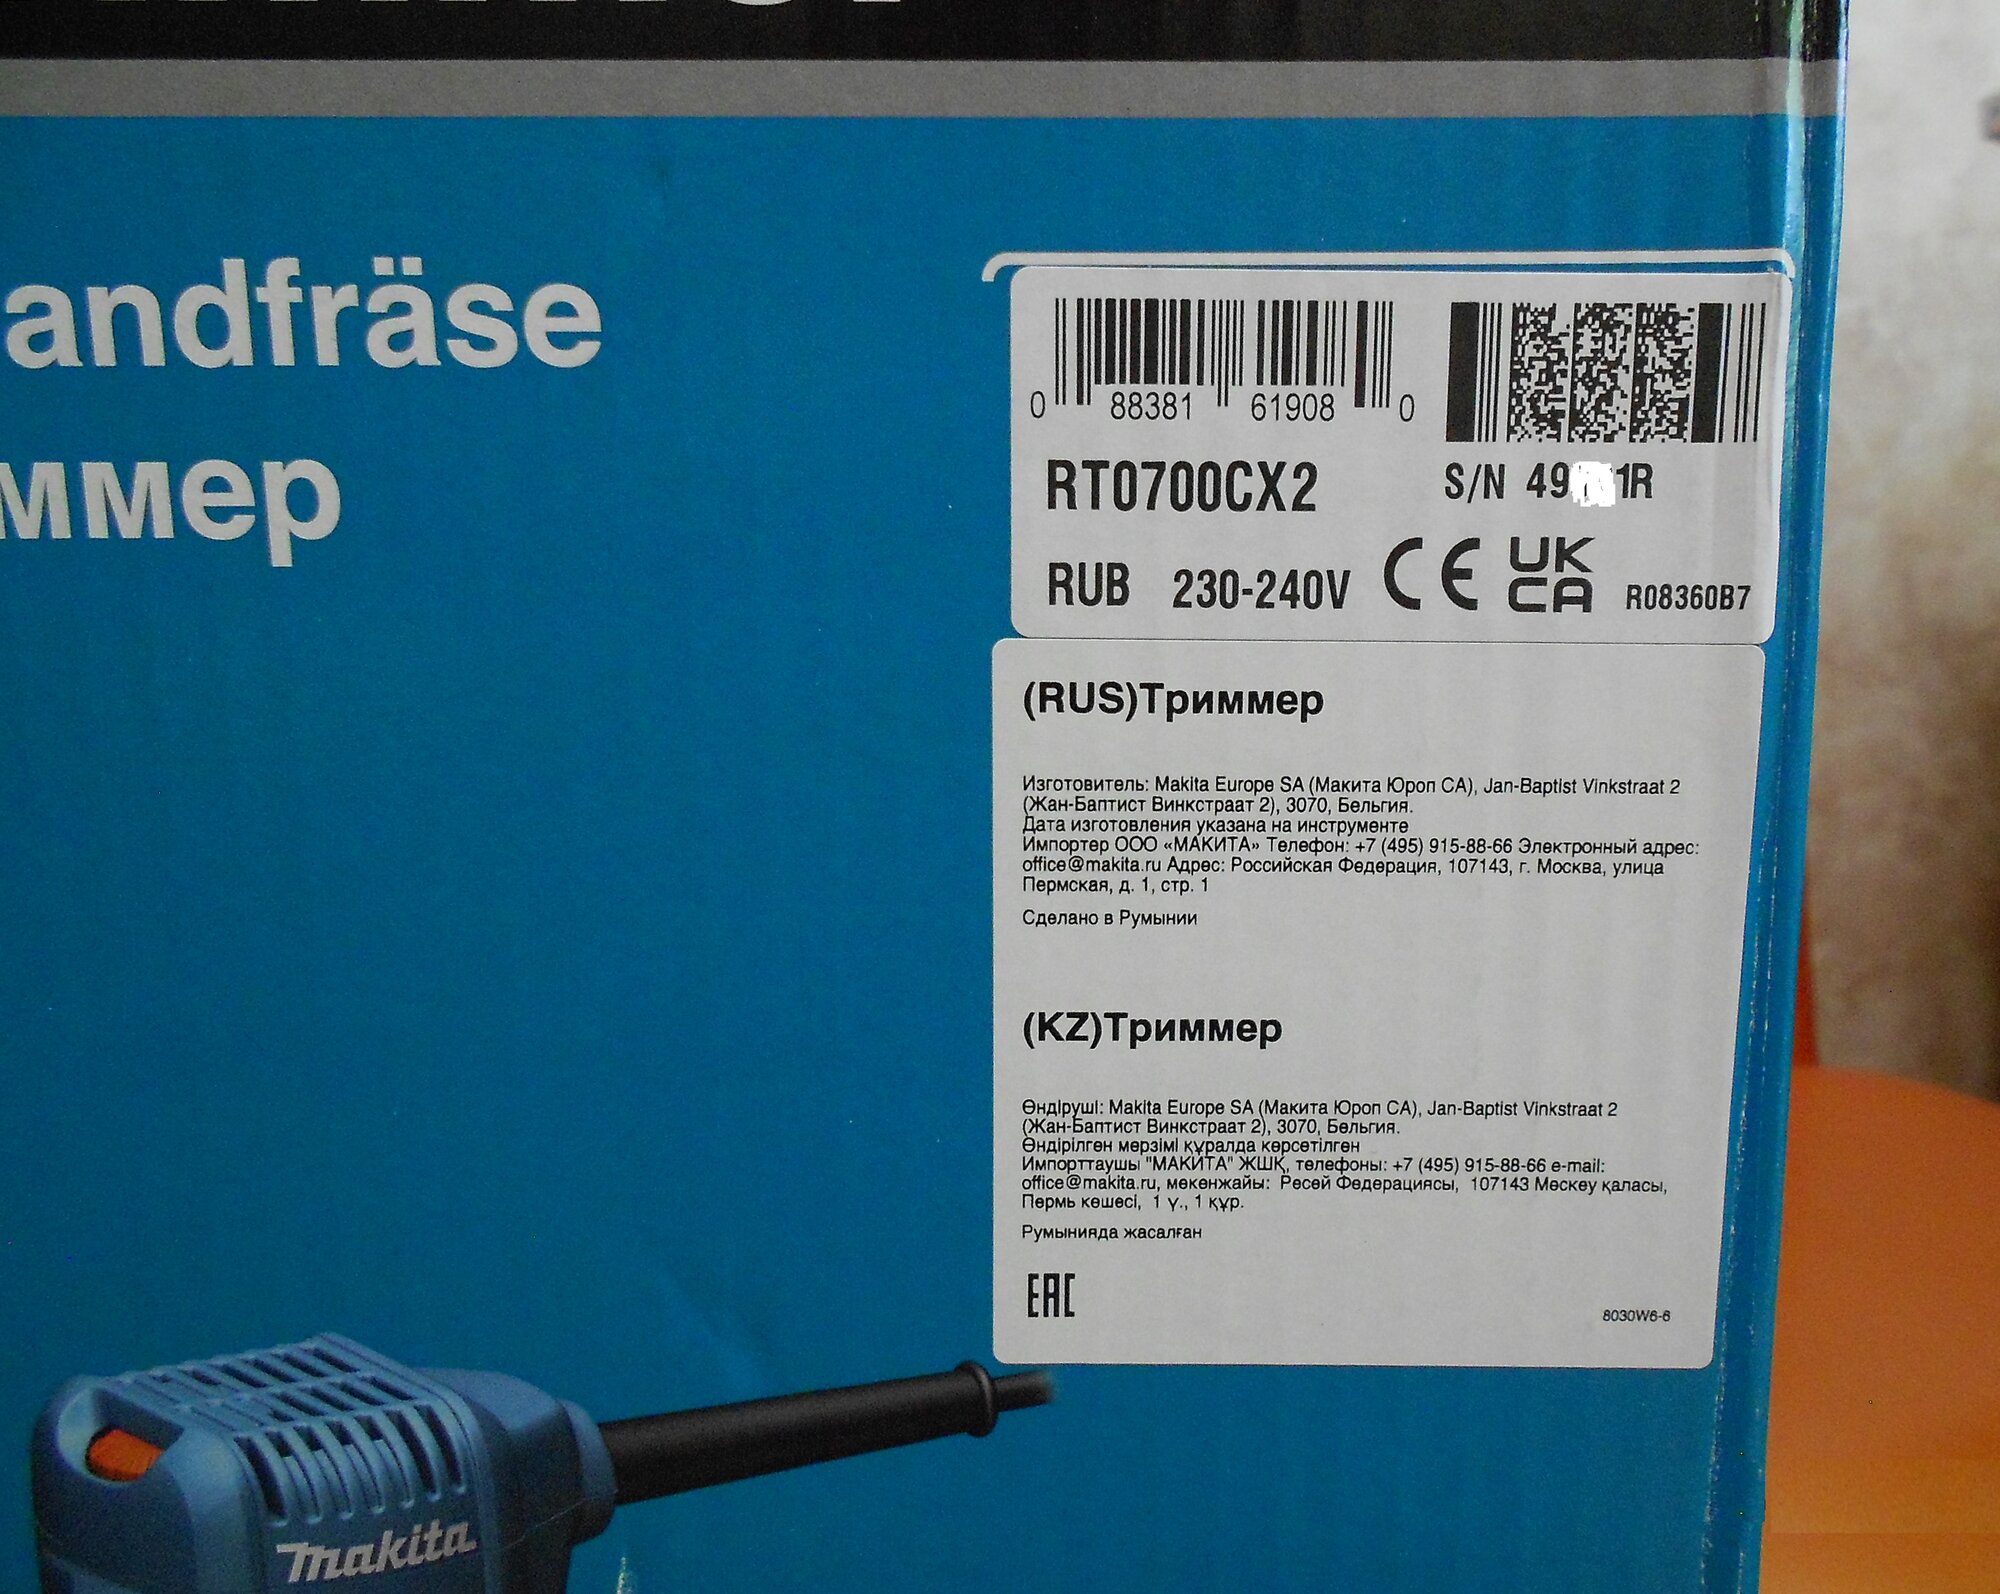 andfräse
ммер
0 88381 61908 0
RT0700CX2
S/N 49 1R
RUB 230-240V CE UK CA R08360B7
(RUS)Триммер
Изготовитель: Makita Europe SA (Макита Юроп СА), Jan-Baptist Vinkstraat 2
(Жан-Баптист Винкстраат 2), 3070, Бельгия.
Дата изготовления указана на инструменте
Импортер ООО «МАКИТА» Телефон: +7 (495) 915-88-66 Электронный адрес:
office@makita.ru Адрес: Российская Федерация, 107143, г. Москва, улица
Пермская, д. 1, стр. 1
Сделано в Румынии
(KZ)Триммер
Өндіруші: Makita Europe SA (Макита Юроп СА), Jan-Baptist Vinkstraat 2
(Жан-Баптист Винкстраат 2), 3070, Бельгия.
Өндірілген мерзімі құралда көрсетілген
Импорттаушы "МАКИТА" ЖШҚ, телефоны: +7 (495) 915-88-66 e-mail:
office@makita.ru, мекенжайы: Ресей Федерациясы, 107143 Мәскеу қаласы,
Пермь көшесі, 1 ү., 1 құр.
Румынияда жасалған
EAC
8030W6-6
makita